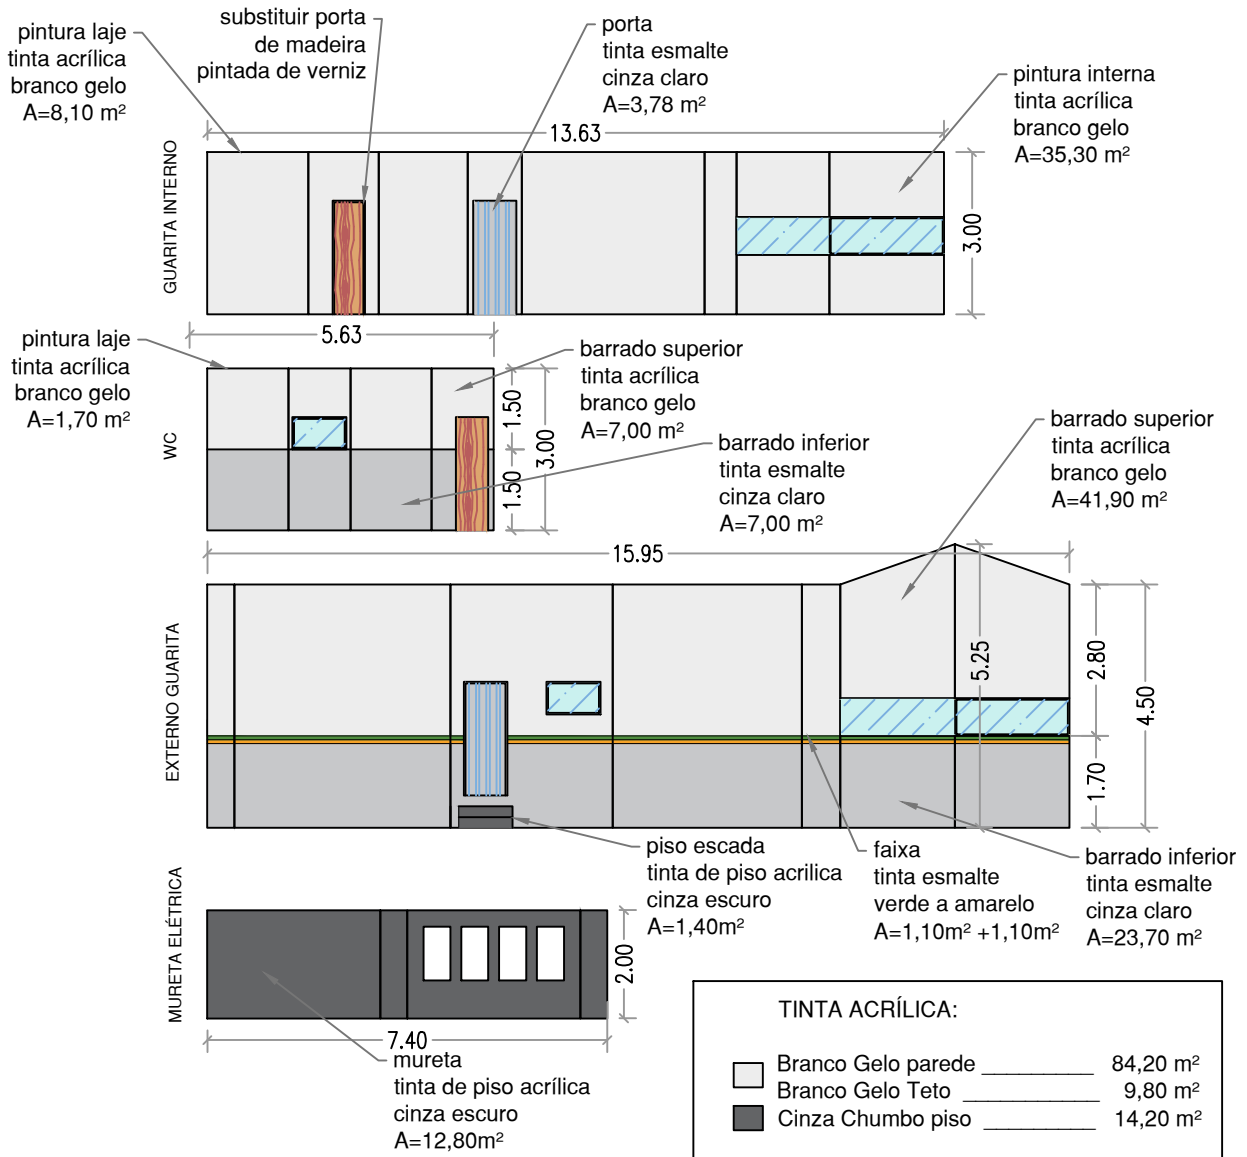 pintura laje
tinta acrílica
branco gelo
A=8,10 m²
substituir porta
de madeira
pintada de verniz
porta
tinta esmalte
cinza claro
A=3,78 m²
pintura interna
tinta acrílica
branco gelo
A=35,30 m²
13.63
GUARITA INTERNO
3.00
5.63
pintura laje
tinta acrílica
branco gelo
A=1,70 m²
WC
1.50
1.50
3.00
barrado superior
tinta acrílica
branco gelo
A=7,00 m²
barrado inferior
tinta esmalte
cinza claro
A=7,00 m²
barrado superior
tinta acrílica
branco gelo
A=41,90 m²
15.95
EXTERNO GUARITA
5.25
2.80
1.70
4.50
piso escada
tinta de piso acrilica
cinza escuro
A=1,40m²
faixa
tinta esmalte
verde a amarelo
A=1,10m² +1,10m²
barrado inferior
tinta esmalte
cinza claro
A=23,70 m²
MURETA ELÉTRICA
2.00
7.40
mureta
tinta de piso acrílica
cinza escuro
A=12,80m²
TINTA ACRÍLICA:
Branco Gelo parede __________ 84,20 m²
Branco Gelo Teto ____________ 9,80 m²
Cinza Chumbo piso __________ 14,20 m²